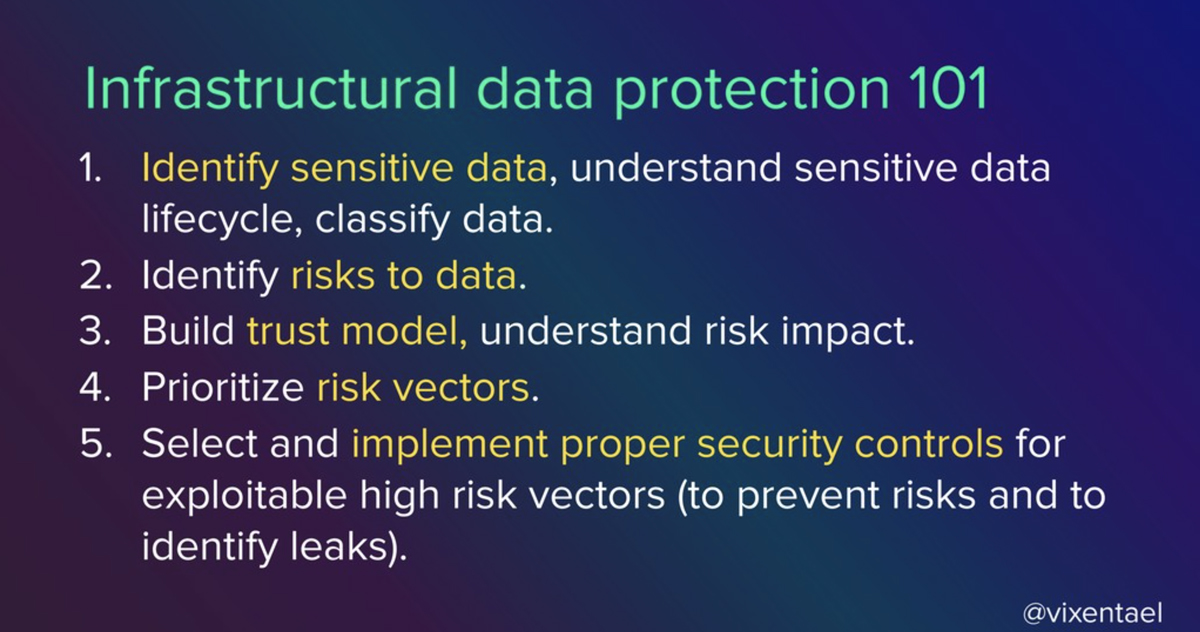 Infrastructural data protection 101
1. Identify sensitive data, understand sensitive data
lifecycle, classify data.
2. Identify risks to data.
3. Build trust model, understand risk impact.
4. Prioritize risk vectors.
5. Select and implement proper security controls for
exploitable high risk vectors (to prevent risks and to
identify leaks).
@vixentael